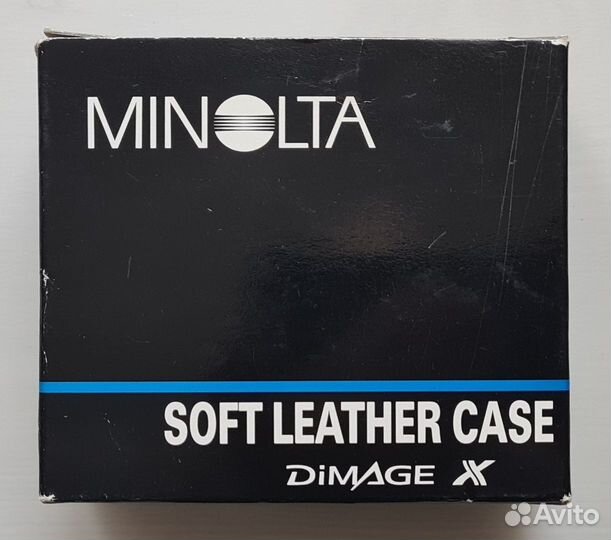 MINOLTA
SOFT LEATHER CASE
DiMAGE X
Avito